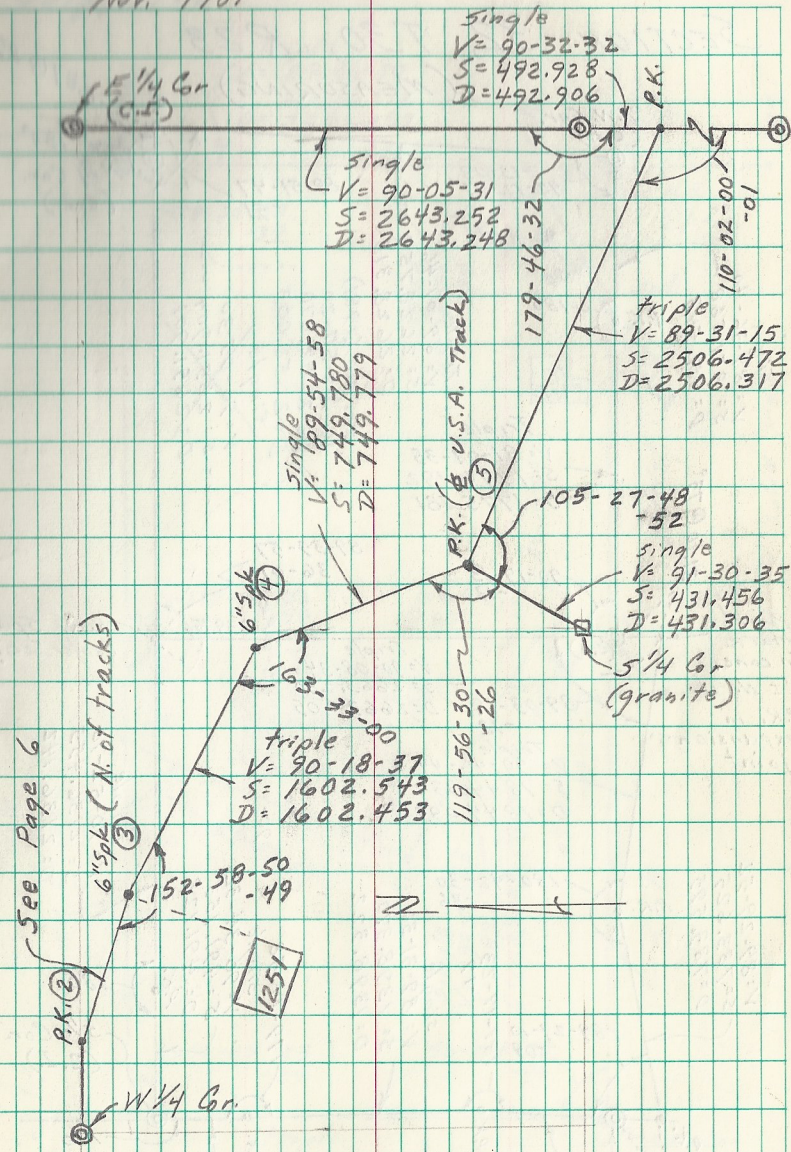 single
V= 90-32-32
S= 492.928
D= 492.906
P.K.
E 1/4 Cor
(C.I.)
single
V= 90-05-31
S= 2643.252
D= 2643.248
179-46-32
110-02-00
-01
triple
V= 89-31-15
S= 2506.472
D= 2506.317
single
V= 89-54-58
S= 749.780
D= 749.779
P.K. (℄ U.S.A. Track)
5
105-27-48
-52
single
V= 91-30-35
S= 431.456
D= 431.306
S 1/4 Cor
(granite)
6" Spk
4
163-33-00
119-56-30
-26
triple
V= 90-18-37
S= 1602.543
D= 1602.453
6" Spk. (N. of tracks)
3
152-58-50
-49
N
1251
See Page 6
P.K. 2
W 1/4 Cor.